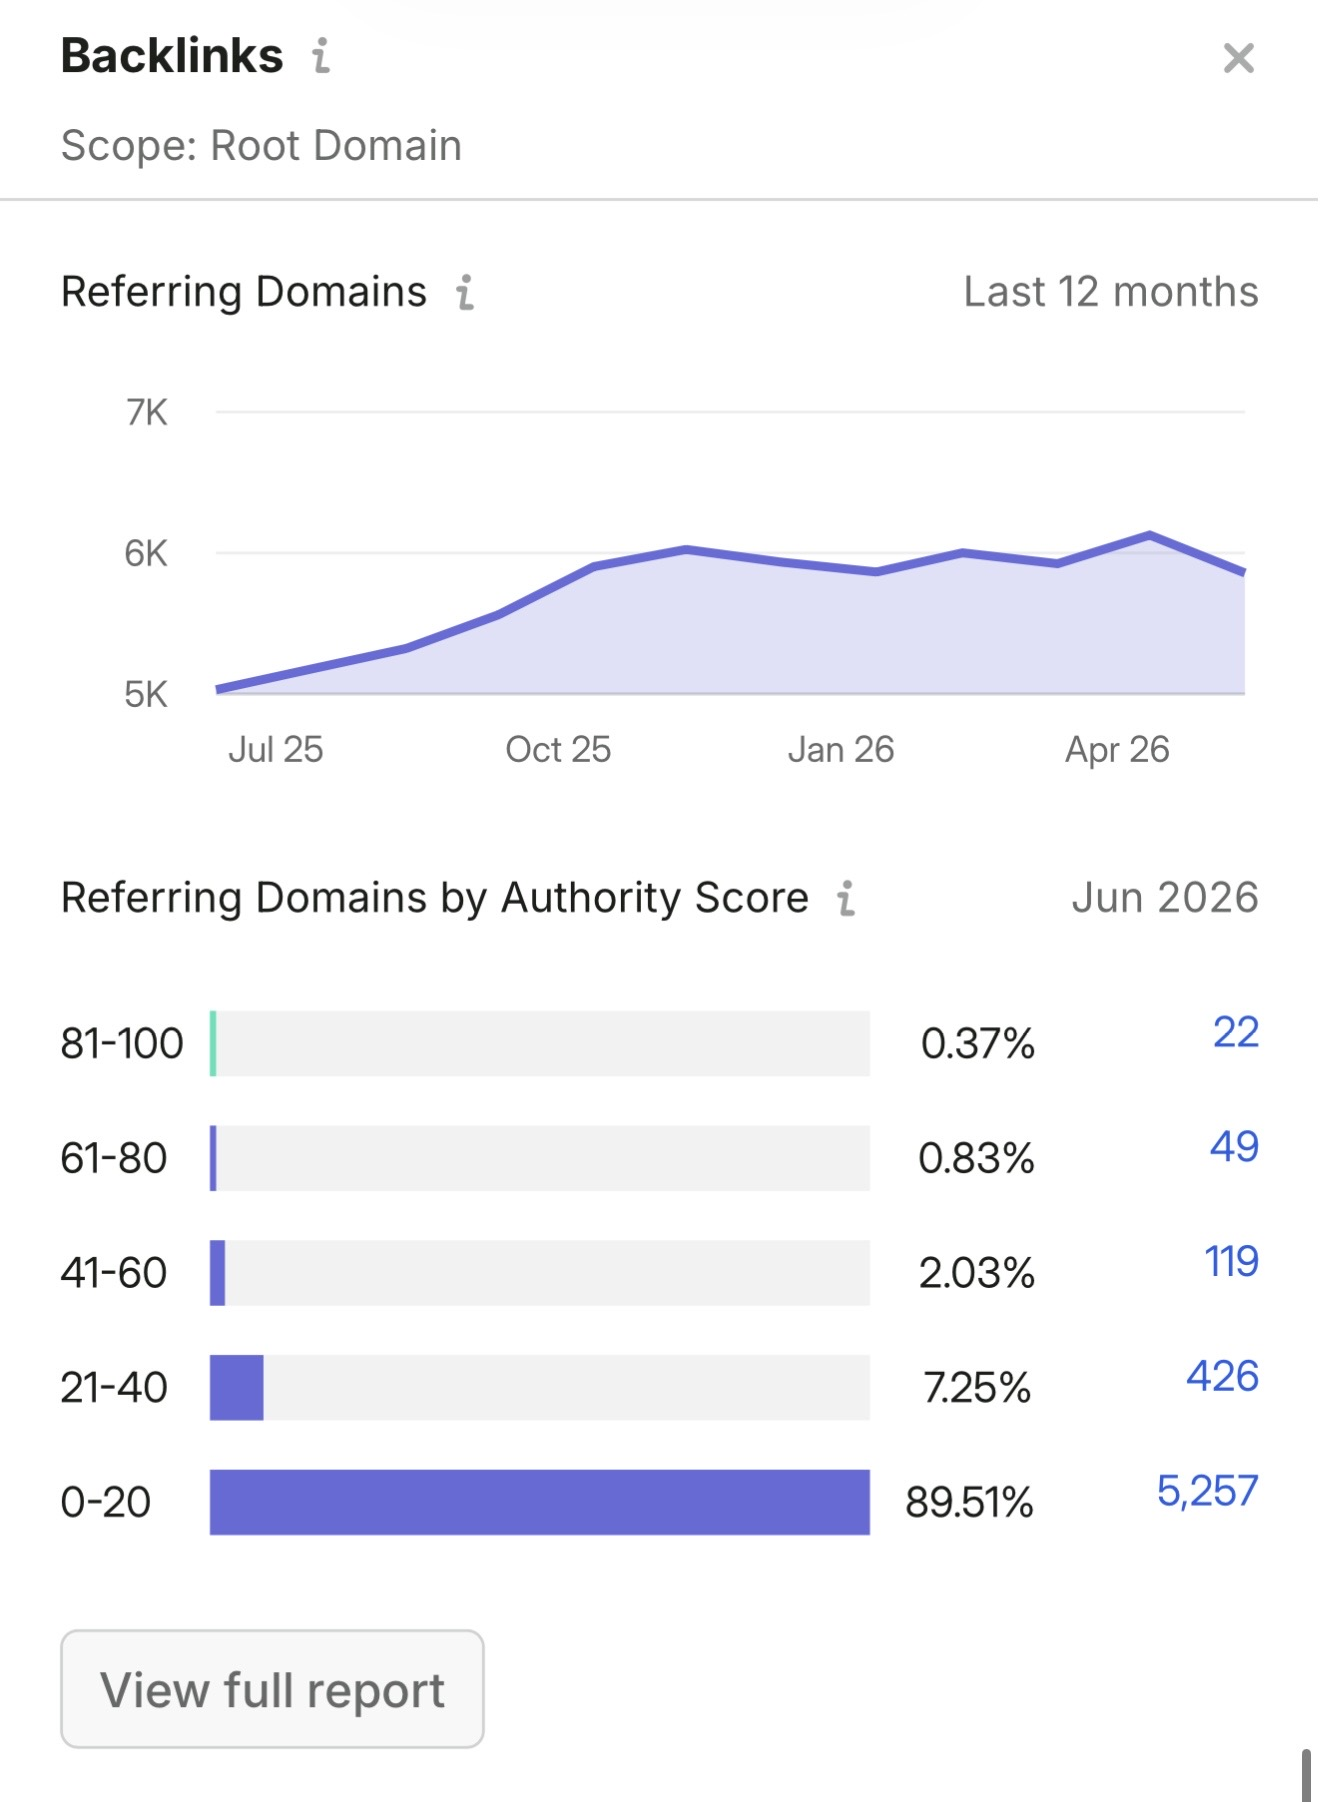 Backlinks i
Scope: Root Domain
Referring Domains i Last 12 months
7K
6K
5K
Jul 25 Oct 25 Jan 26 Apr 26
Referring Domains by Authority Score i Jun 2026
81-100 0.37% 22
61-80 0.83% 49
41-60 2.03% 119
21-40 7.25% 426
0-20 89.51% 5,257
View full report